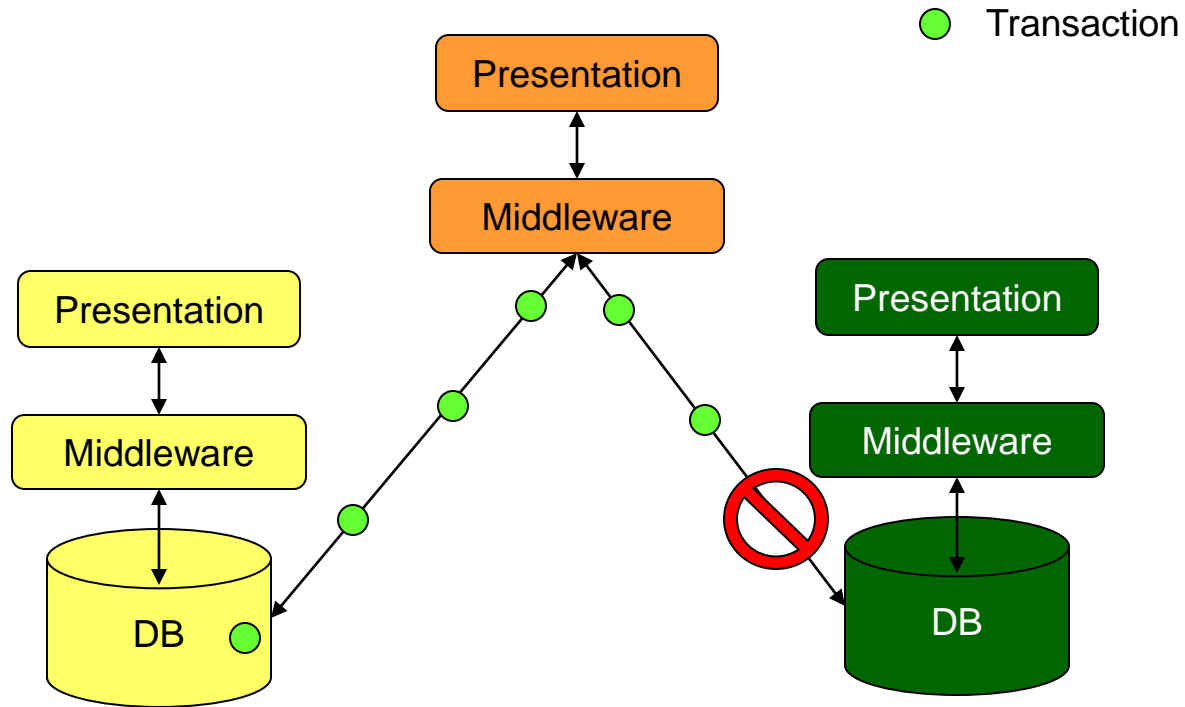 Transaction
Presentation
Middleware
Presentation
Middleware
DB
Presentation
Middleware
DB